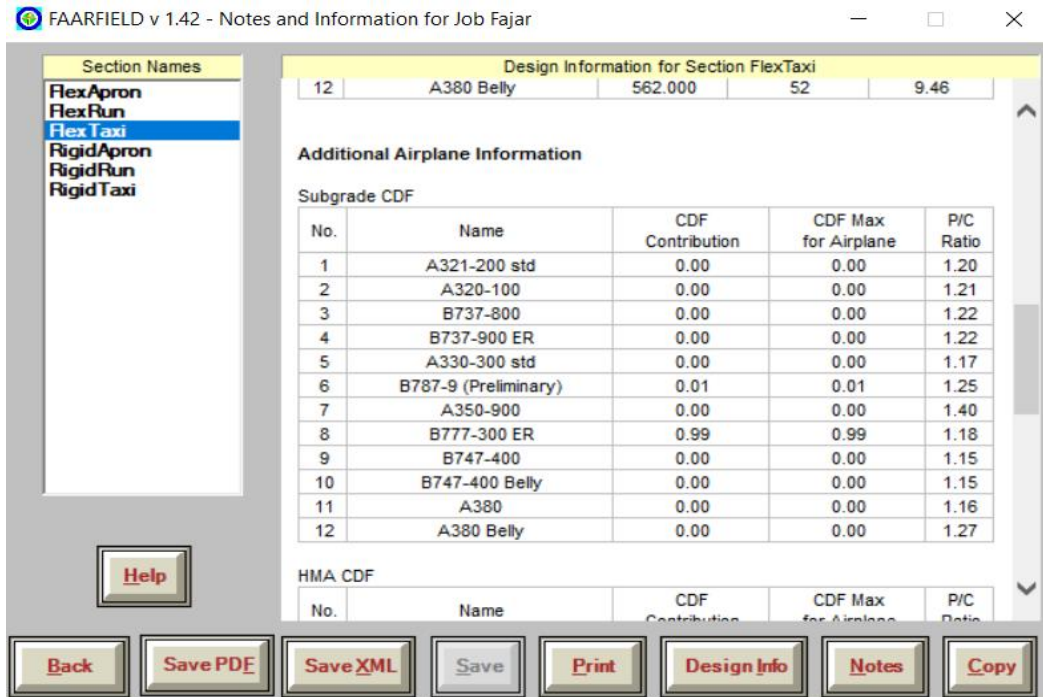 FAARFIELD v 1.42 - Notes and Information for Job Fajar
Section Names
FlexApron
FlexRun
FlexTaxi
RigidApron
RigidRun
RigidTaxi
Design Information for Section FlexTaxi
12 A380 Belly 562.000 52 9.46
Additional Airplane Information
Subgrade CDF
No. Name CDF Contribution CDF Max for Airplane P/C Ratio
1 A321-200 std 0.00 0.00 1.20
2 A320-100 0.00 0.00 1.21
3 B737-800 0.00 0.00 1.22
4 B737-900 ER 0.00 0.00 1.22
5 A330-300 std 0.00 0.00 1.17
6 B787-9 (Preliminary) 0.01 0.01 1.25
7 A350-900 0.00 0.00 1.40
8 B777-300 ER 0.99 0.99 1.18
9 B747-400 0.00 0.00 1.15
10 B747-400 Belly 0.00 0.00 1.15
11 A380 0.00 0.00 1.16
12 A380 Belly 0.00 0.00 1.27
HMA CDF
No. Name CDF Contribution CDF Max for Airplane P/C Ratio
Help
Back Save PDF Save XML Save Print Design Info Notes Copy